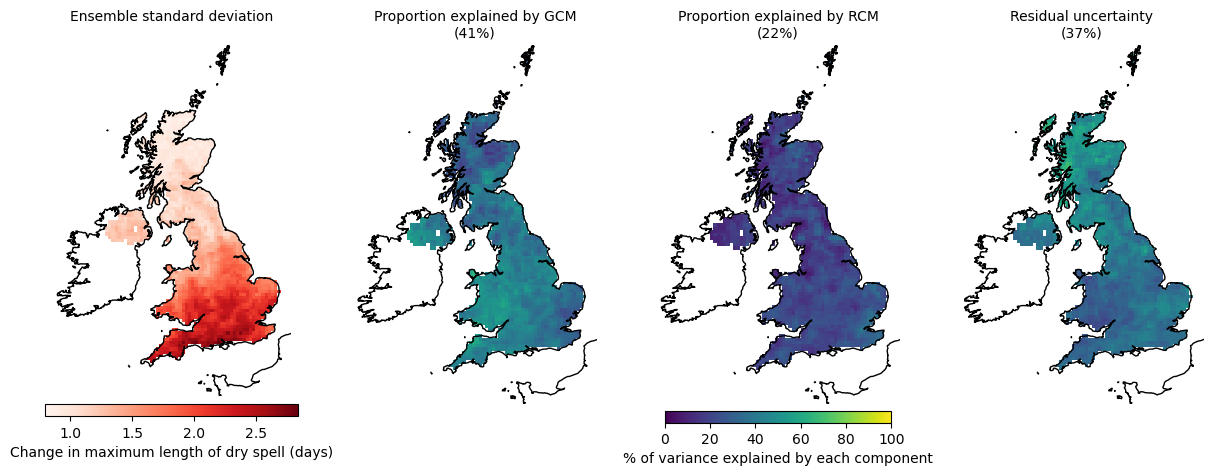 Ensemble standard deviation
Proportion explained by GCM
(41%)
Proportion explained by RCM
(22%)
Residual uncertainty
(37%)
1.0 1.5 2.0 2.5
Change in maximum length of dry spell (days)
0 20 40 60 80 100
% of variance explained by each component